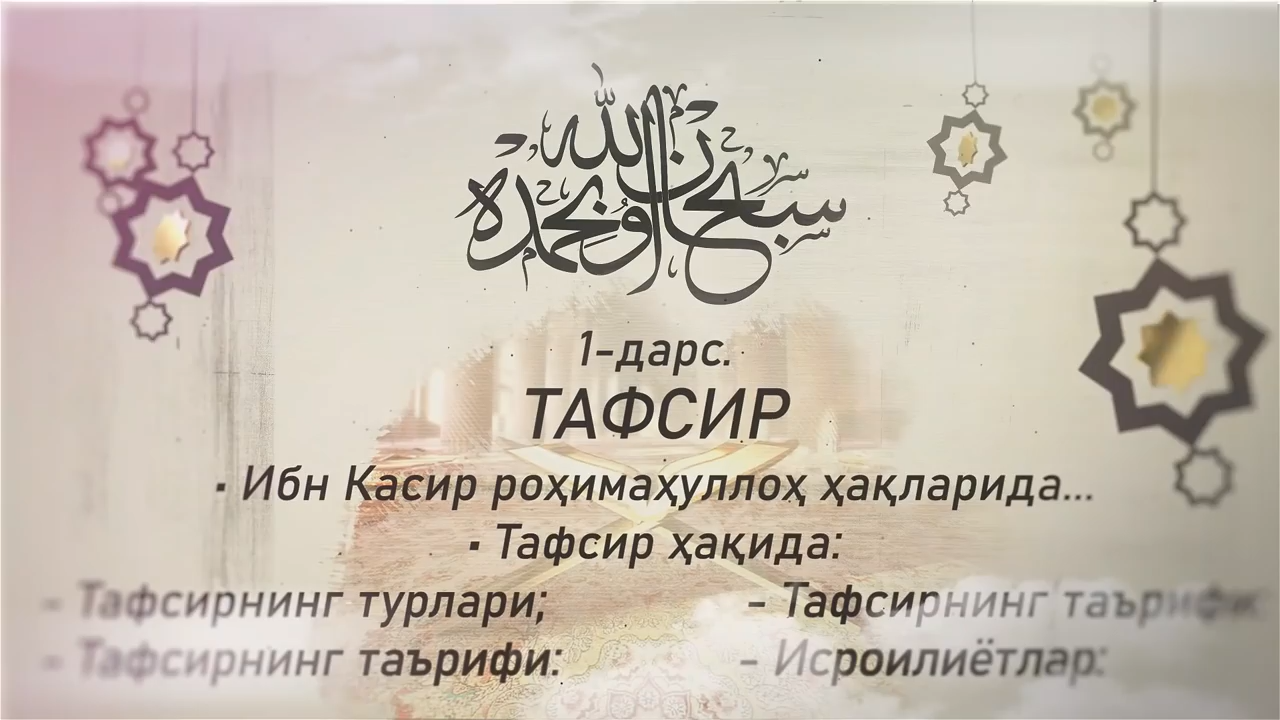 سبحان الله وبحمده
1-дарс.
ТАФСИР
• Ибн Касир роҳимаҳуллоҳ ҳақларида...
• Тафсир ҳақида:
- Тафсирнинг турлари; - Тафсирнинг таърифи:
- Тафсирнинг таърифи: - Исроилиётлар: